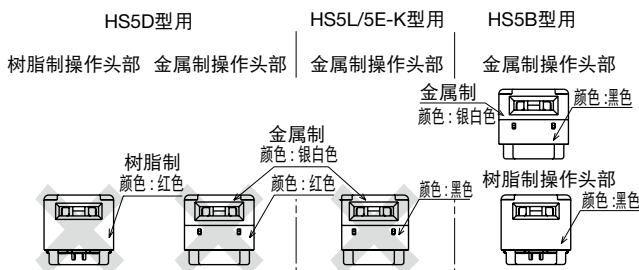 HS5D型用
HS5L/5E-K型用
HS5B型用
树脂制操作头部
金属制操作头部
金属制操作头部
金属制操作头部
金属制
颜色:银白色
颜色:黑色
金属制
颜色:银白色
树脂制
颜色:红色
颜色:红色
颜色:黑色
树脂制操作头部
颜色:黑色